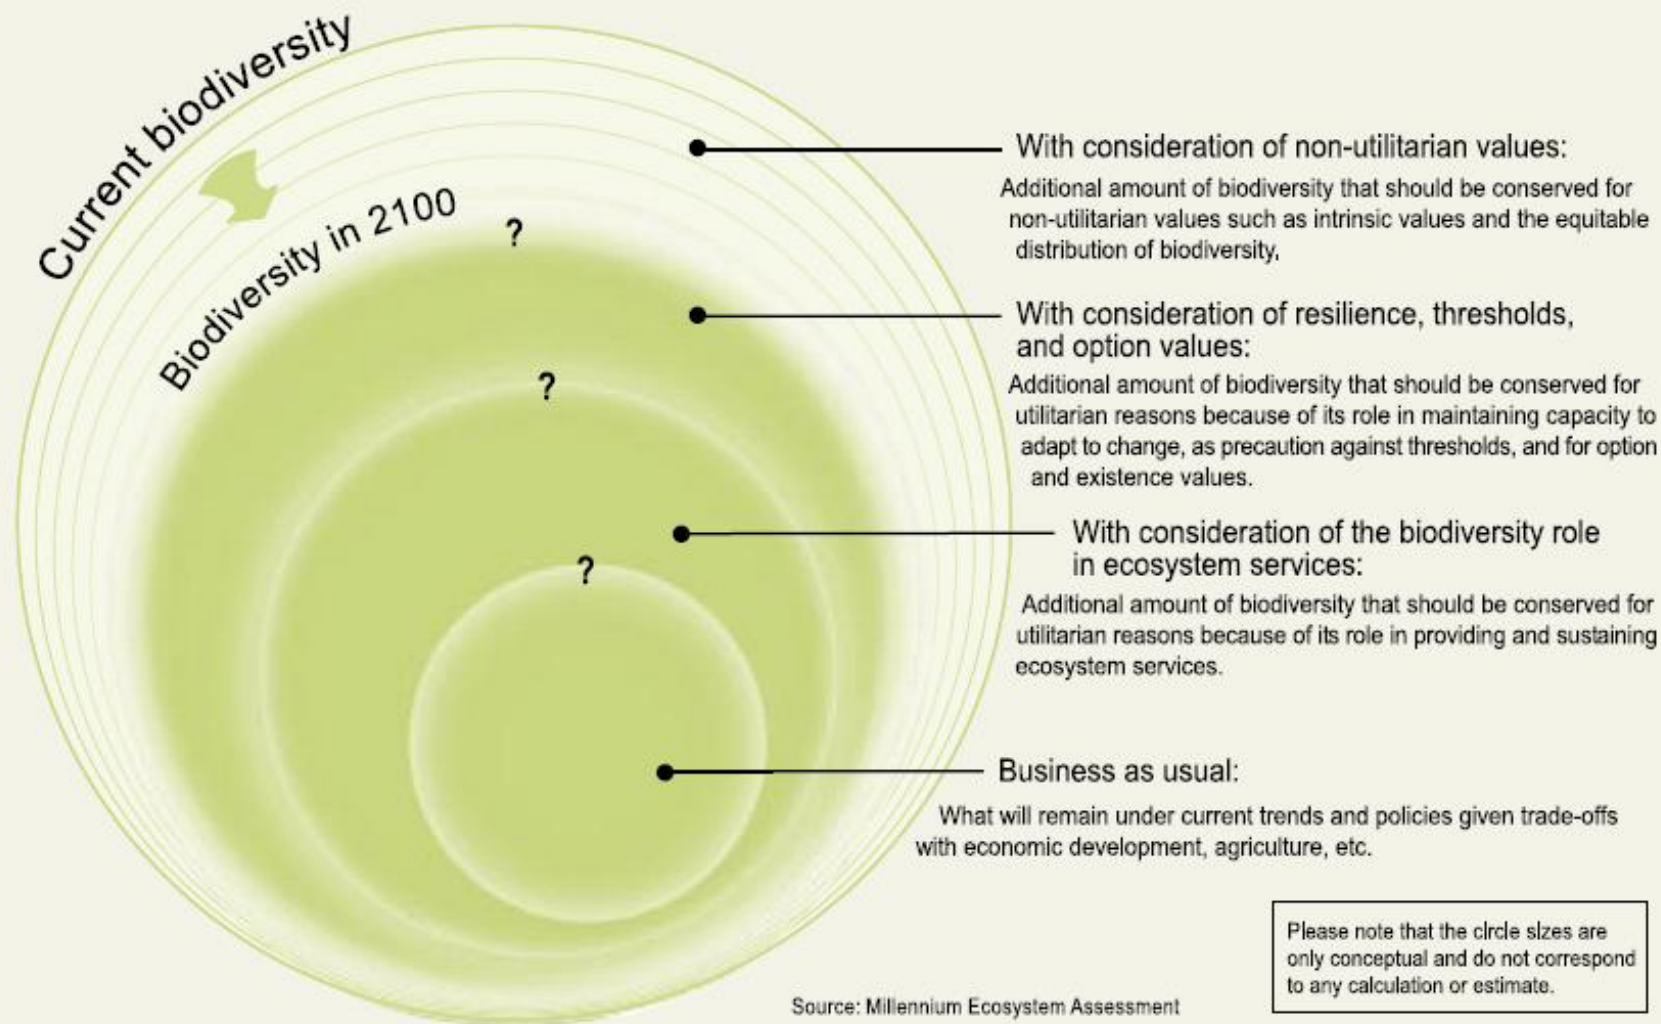 Current biodiversity
Biodiversity in 2100
?
?
?
With consideration of non-utilitarian values:
Additional amount of biodiversity that should be conserved for
non-utilitarian values such as intrinsic values and the equitable
distribution of biodiversity.
With consideration of resilience, thresholds,
and option values:
Additional amount of biodiversity that should be conserved for
utilitarian reasons because of its role in maintaining capacity to
adapt to change, as precaution against thresholds, and for option
and existence values.
With consideration of the biodiversity role
in ecosystem services:
Additional amount of biodiversity that should be conserved for
utilitarian reasons because of its role in providing and sustaining
ecosystem services.
Business as usual:
What will remain under current trends and policies given trade-offs
with economic development, agriculture, etc.
Please note that the circle sizes are
only conceptual and do not correspond
to any calculation or estimate.
Source: Millennium Ecosystem Assessment